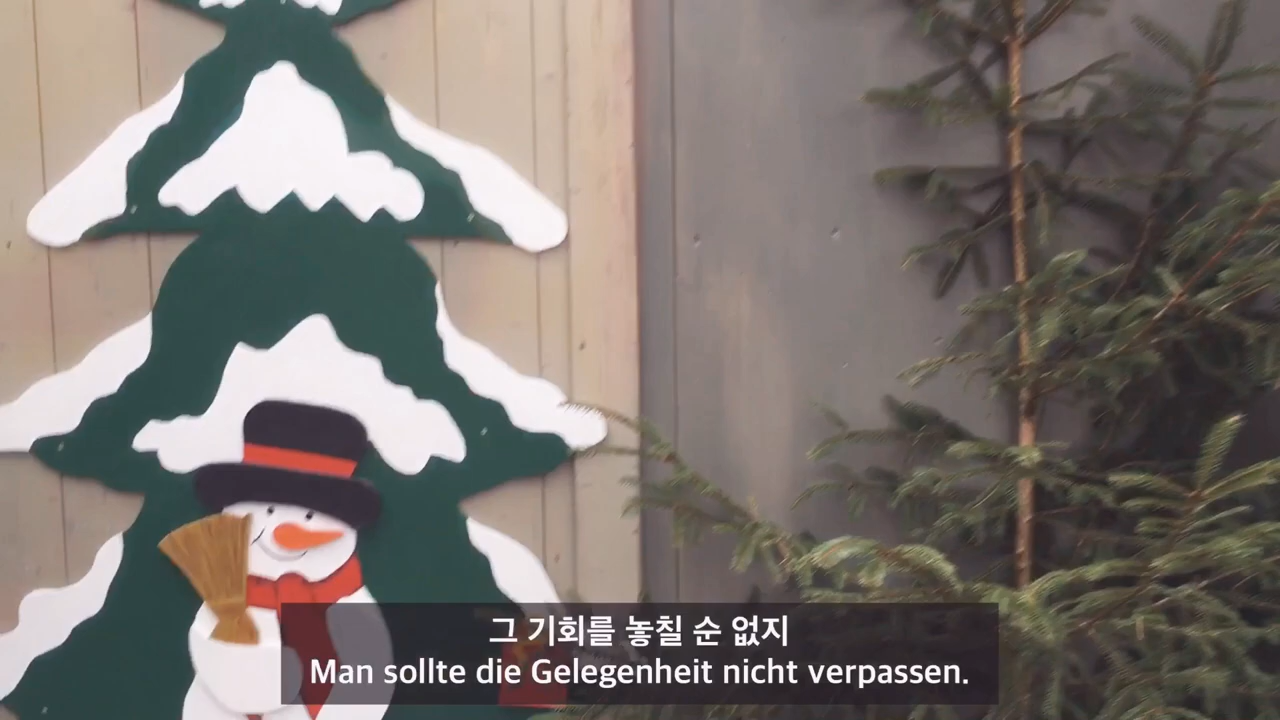 그 기회를 놓칠 순 없지
Man sollte die Gelegenheit nicht verpassen.